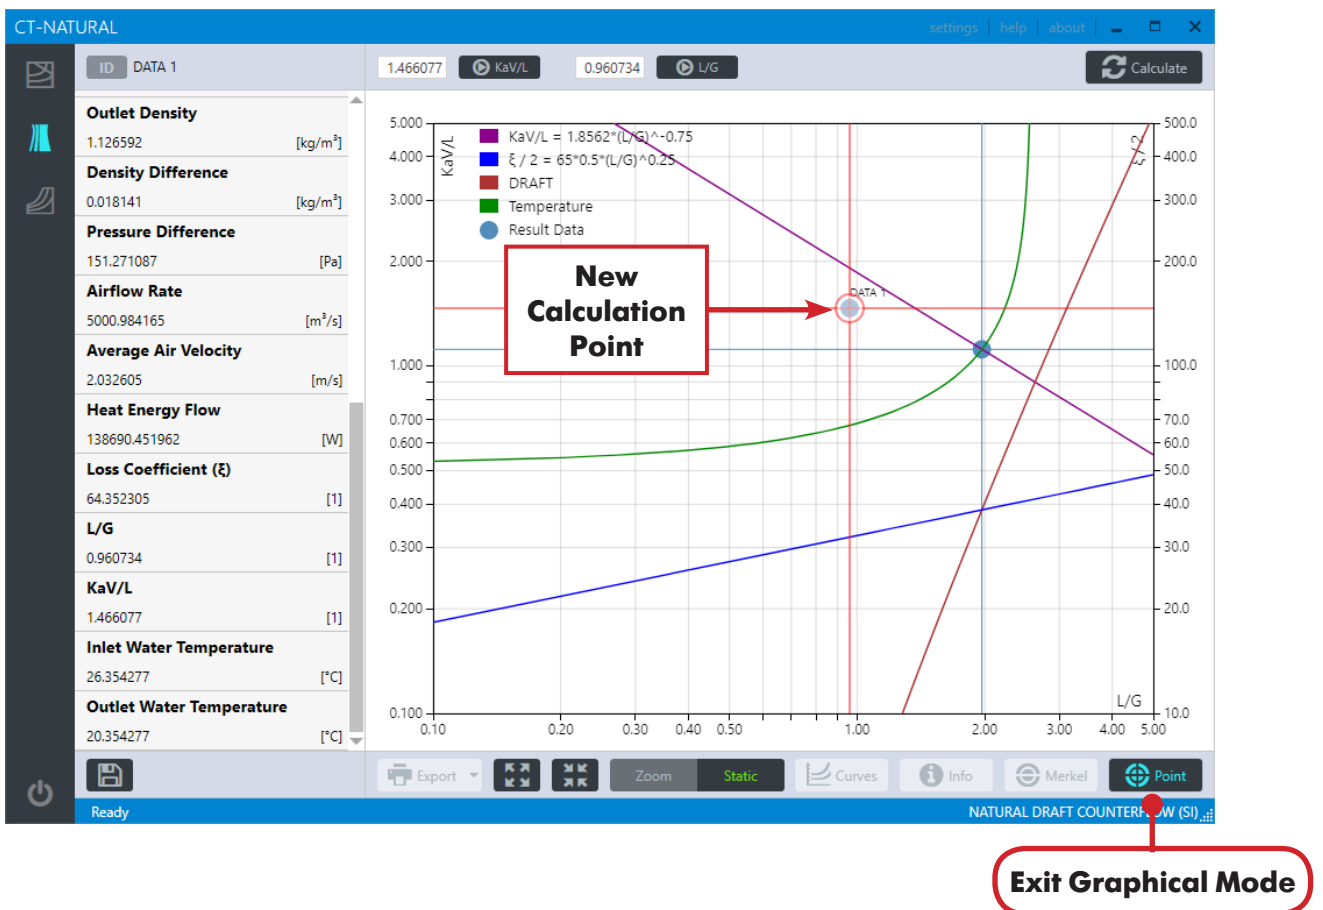 CT-NATURAL
settings | help | about
ID DATA 1
1.466077 KaV/L 0.960734 L/G Calculate
Outlet Density
1.126592 [kg/m³]
Density Difference
0.018141 [kg/m³]
Pressure Difference
151.271087 [Pa]
Airflow Rate
5000.984165 [m³/s]
Average Air Velocity
2.032605 [m/s]
Heat Energy Flow
138690.451962 [W]
Loss Coefficient (ξ)
64.352305 [1]
L/G
0.960734 [1]
KaV/L
1.466077 [1]
Inlet Water Temperature
26.354277 [°C]
Outlet Water Temperature
20.354277 [°C]
KaV/L
5.000
4.000
3.000
2.000
1.000
0.700
0.600
0.500
0.400
0.300
0.200
0.100
KaV/L = 1.8562*(L/G)^-0.75
ξ / 2 = 65*0.5*(L/G)^0.25
DRAFT
Temperature
Result Data
New
Calculation
Point
DATA 1
ξ / 2
500.0
400.0
300.0
200.0
100.0
70.0
60.0
50.0
40.0
30.0
20.0
10.0
L/G
0.10 0.20 0.30 0.40 0.50 1.00 2.00 3.00 4.00 5.00
Export Zoom Static Curves Info Merkel Point
Ready NATURAL DRAFT COUNTERFLOW (SI)
Exit Graphical Mode